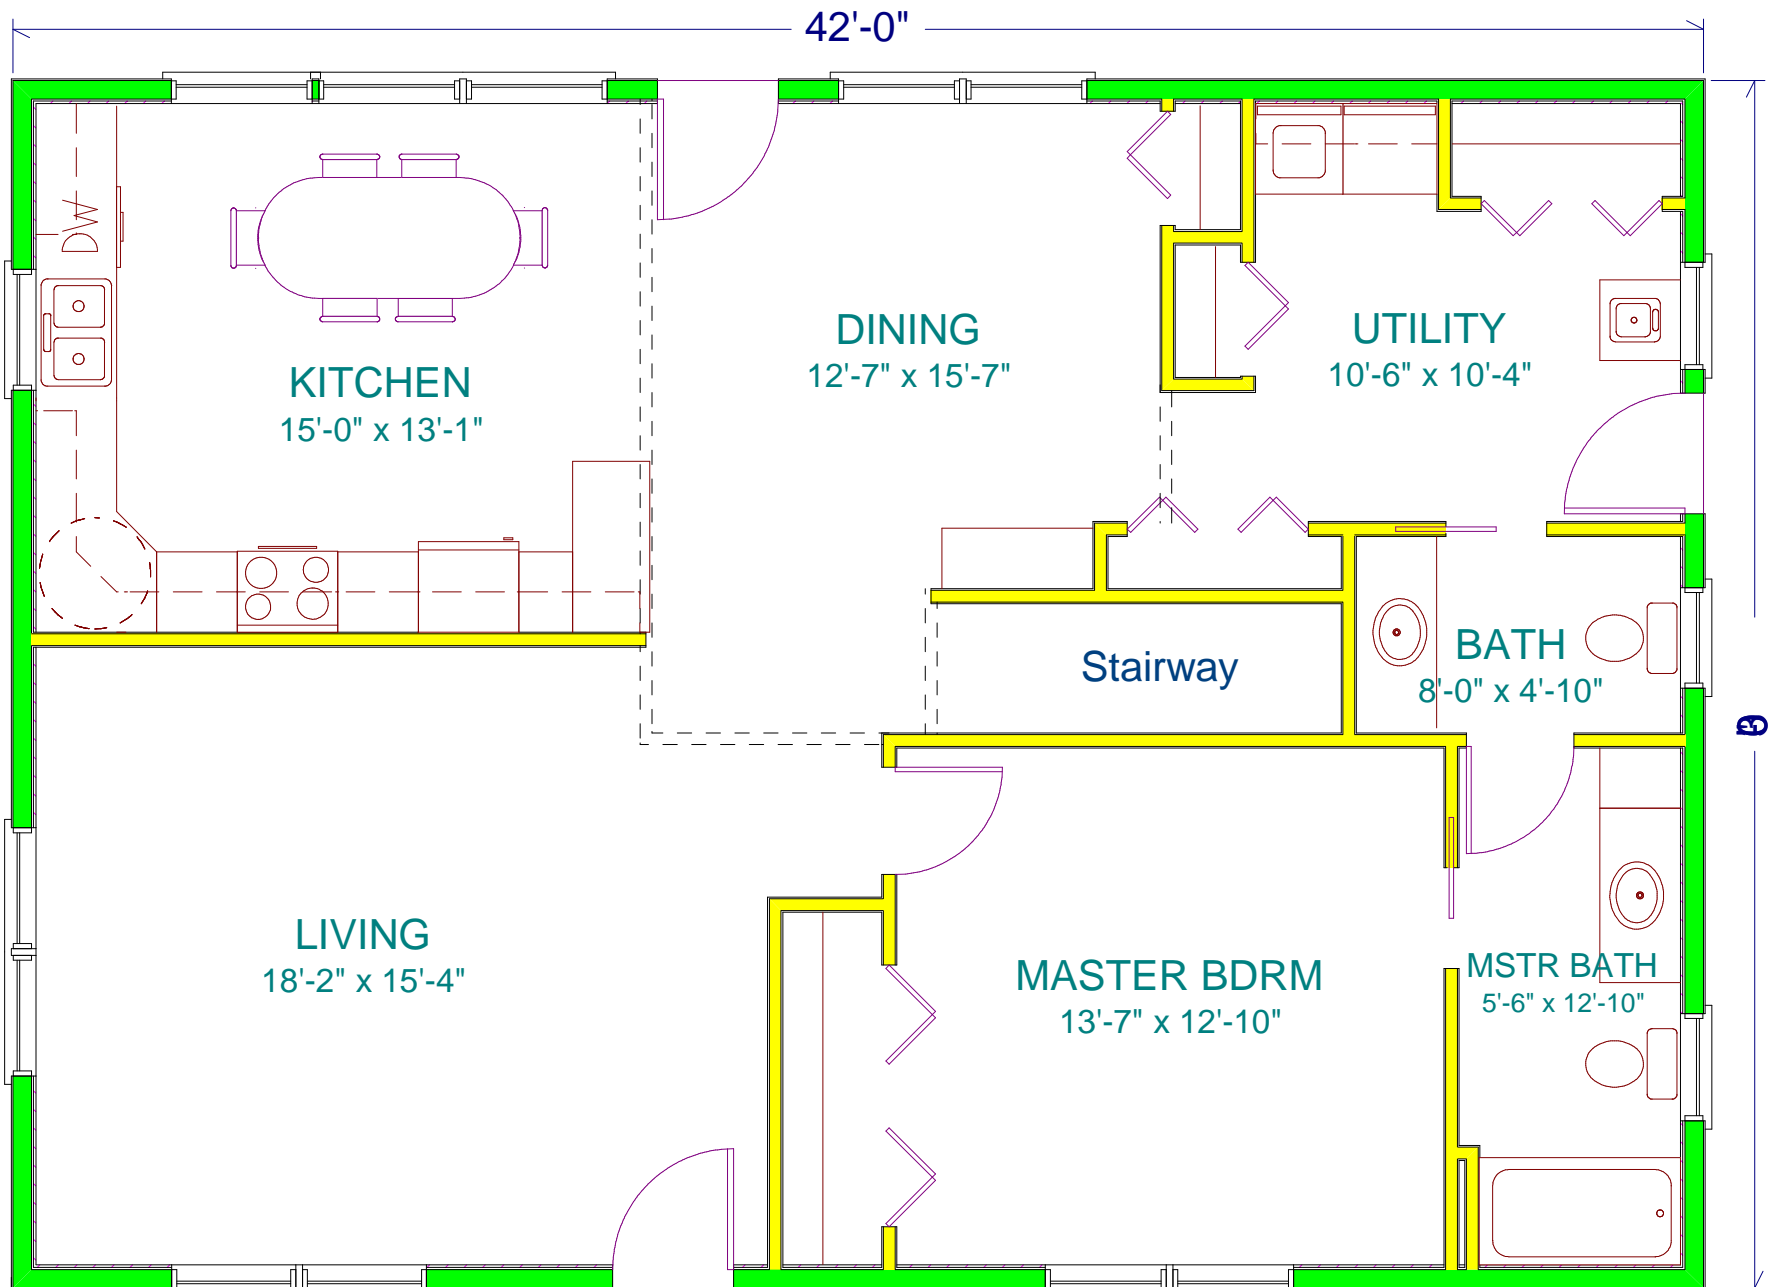 42'-0"
DW
KITCHEN
15'-0" x 13'-1"
DINING
12'-7" x 15'-7"
UTILITY
10'-6" x 10'-4"
Stairway
BATH
8'-0" x 4'-10"
LIVING
18'-2" x 15'-4"
MASTER BDRM
13'-7" x 12'-10"
MSTR BATH
5'-6" x 12'-10"